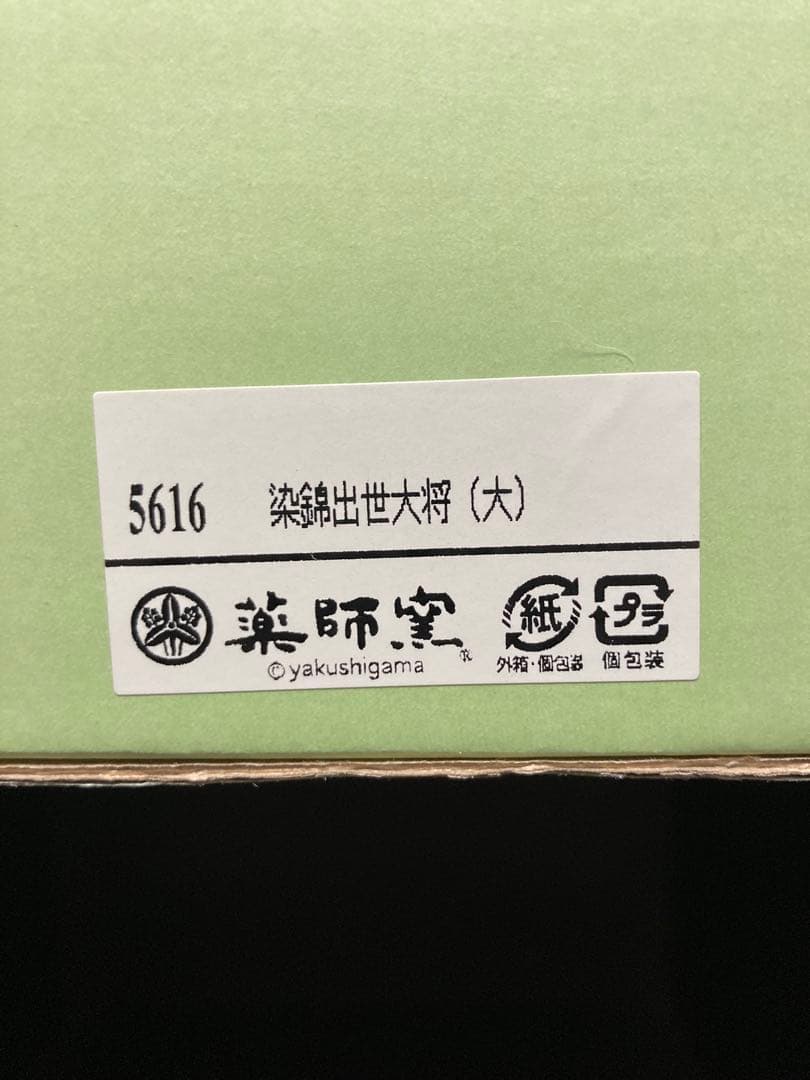 5616 染錦出世大将（大）
薬師窯®
©yakushigama
紙 プラ
外箱・個包装 個包装